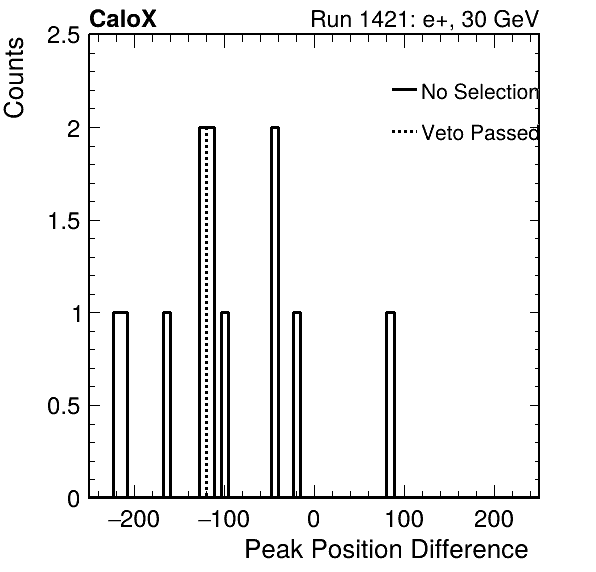 CaloX Run 1421: e+, 30 GeV
Counts
2.5
2
1.5
1
0.5
0
No Selection
Veto Passed
−200 −100 0 100 200
Peak Position Difference